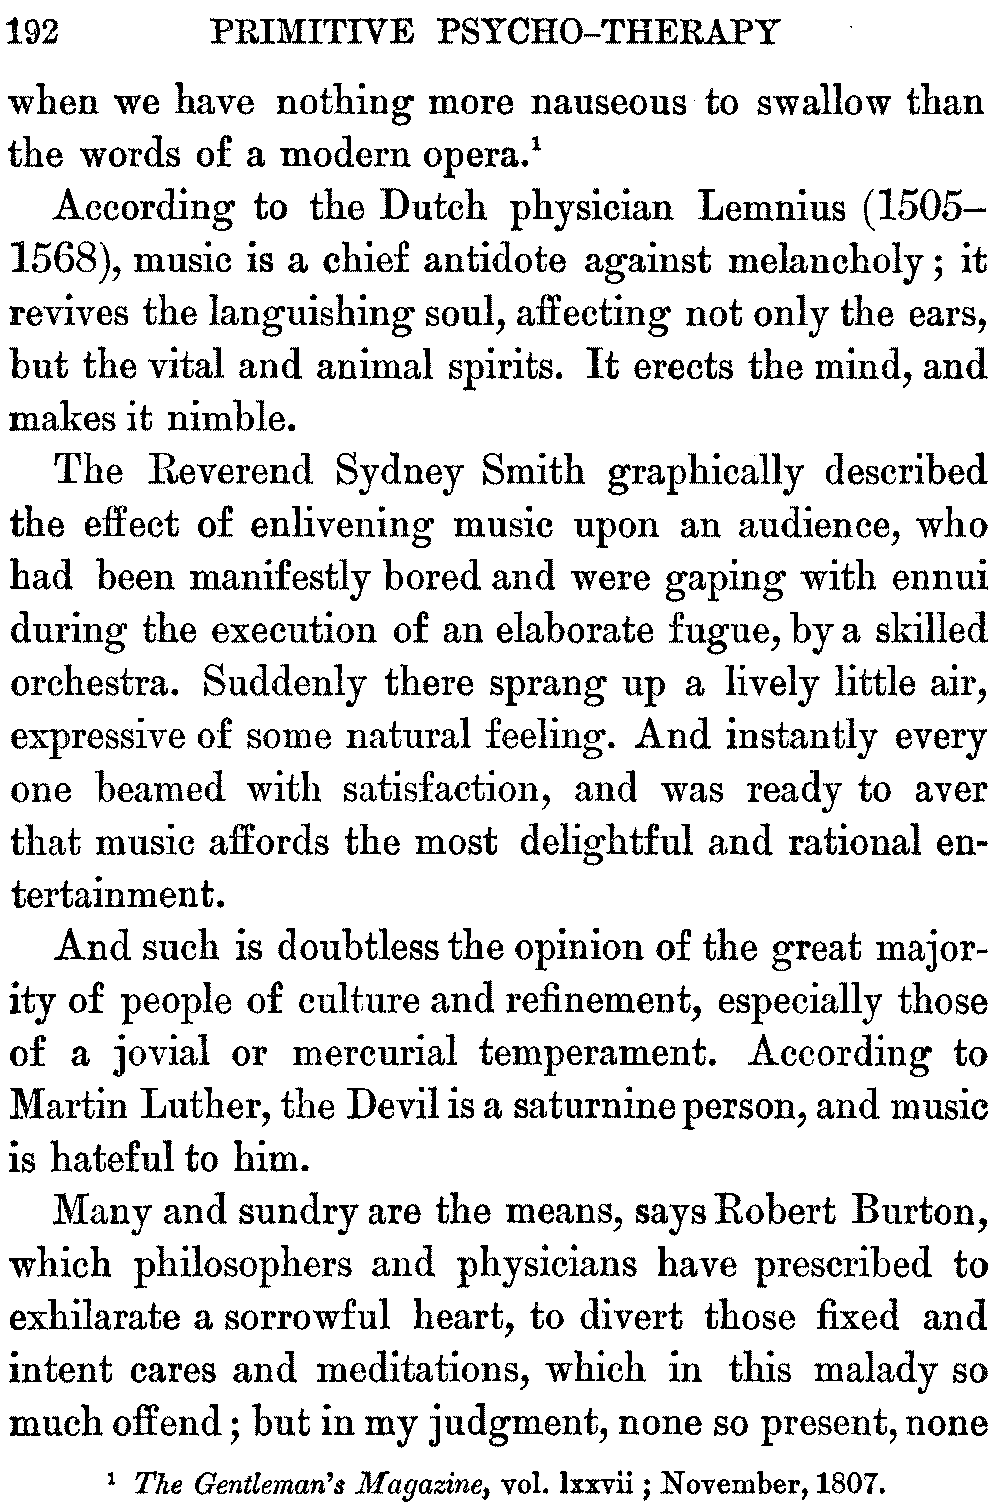 192 PRIMITIVE PSYCHO-THERAPY
when we have nothing more nauseous to swallow than
the words of a modern opera.¹
According to the Dutch physician Lemnius (1505–
1568), music is a chief antidote against melancholy; it
revives the languishing soul, affecting not only the ears,
but the vital and animal spirits. It erects the mind, and
makes it nimble.
The Reverend Sydney Smith graphically described
the effect of enlivening music upon an audience, who
had been manifestly bored and were gaping with ennui
during the execution of an elaborate fugue, by a skilled
orchestra. Suddenly there sprang up a lively little air,
expressive of some natural feeling. And instantly every
one beamed with satisfaction, and was ready to aver
that music affords the most delightful and rational en-
tertainment.
And such is doubtless the opinion of the great major-
ity of people of culture and refinement, especially those
of a jovial or mercurial temperament. According to
Martin Luther, the Devil is a saturnine person, and music
is hateful to him.
Many and sundry are the means, says Robert Burton,
which philosophers and physicians have prescribed to
exhilarate a sorrowful heart, to divert those fixed and
intent cares and meditations, which in this malady so
much offend; but in my judgment, none so present, none
¹ The Gentleman's Magazine, vol. lxxvii; November, 1807.